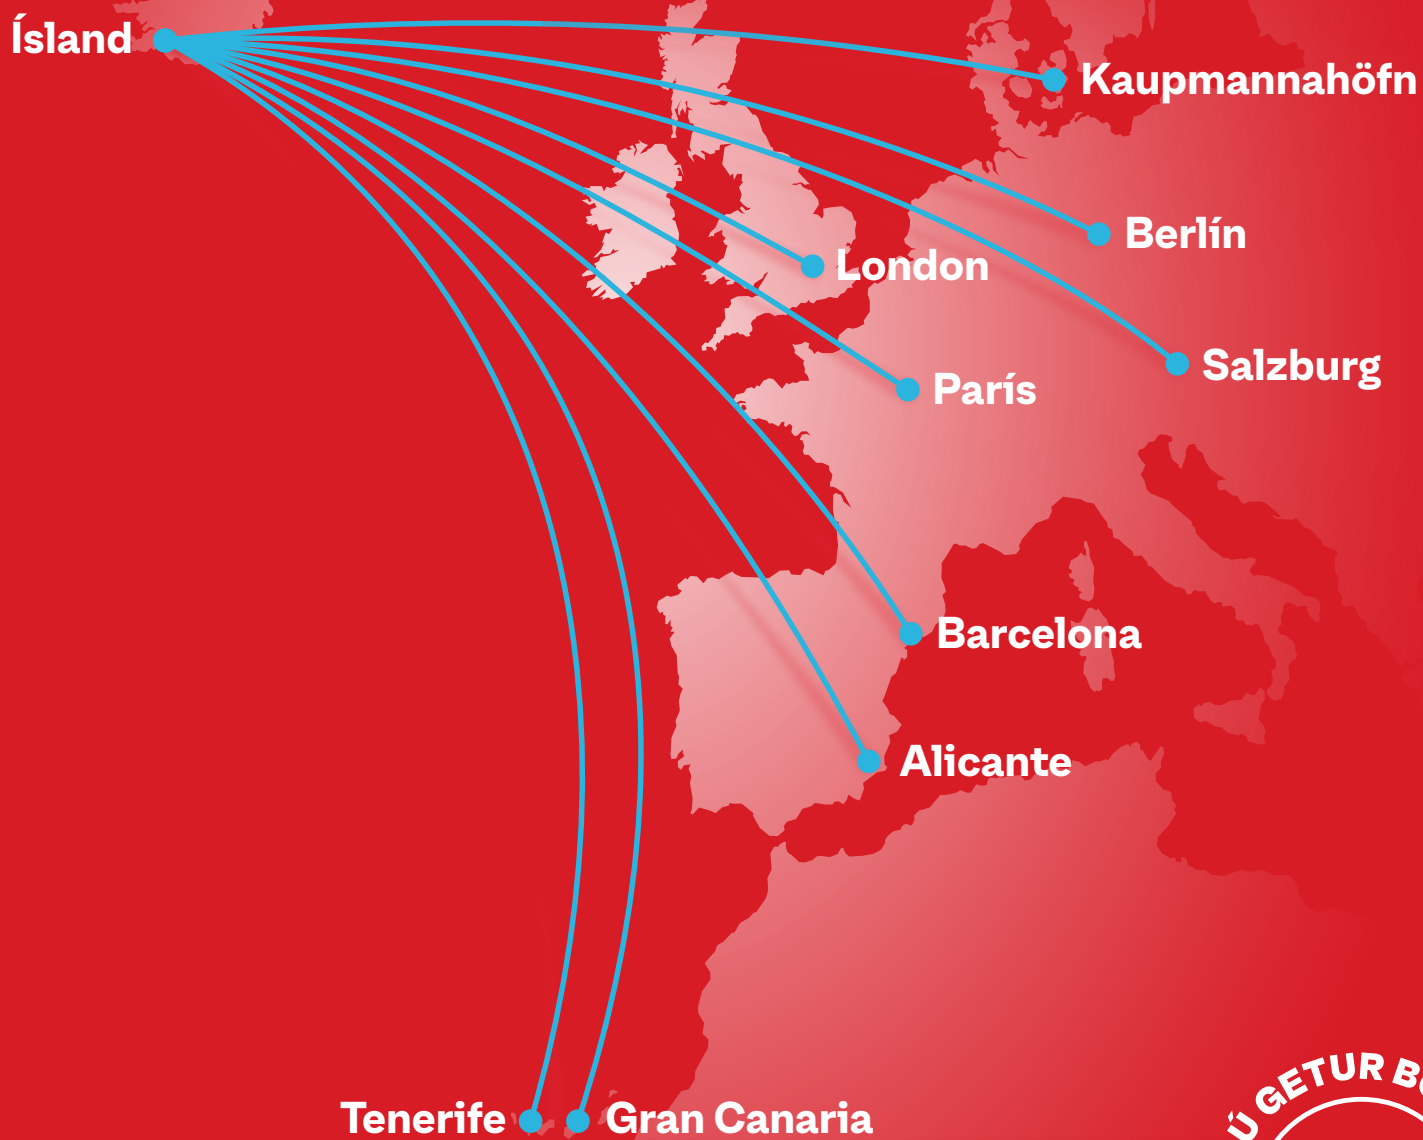 Ísland
Kaupmannahöfn
Berlín
London
Salzburg
París
Barcelona
Alicante
Tenerife
Gran Canaria
GETUR